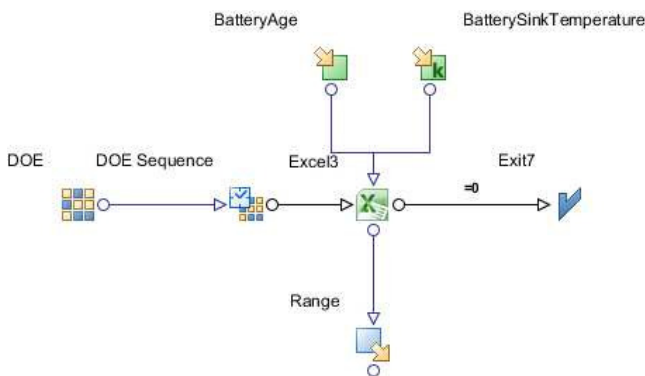 BatteryAge
BatterySinkTemperature
k
DOE
DOE Sequence
Excel3
Exit7
=0
X
Range